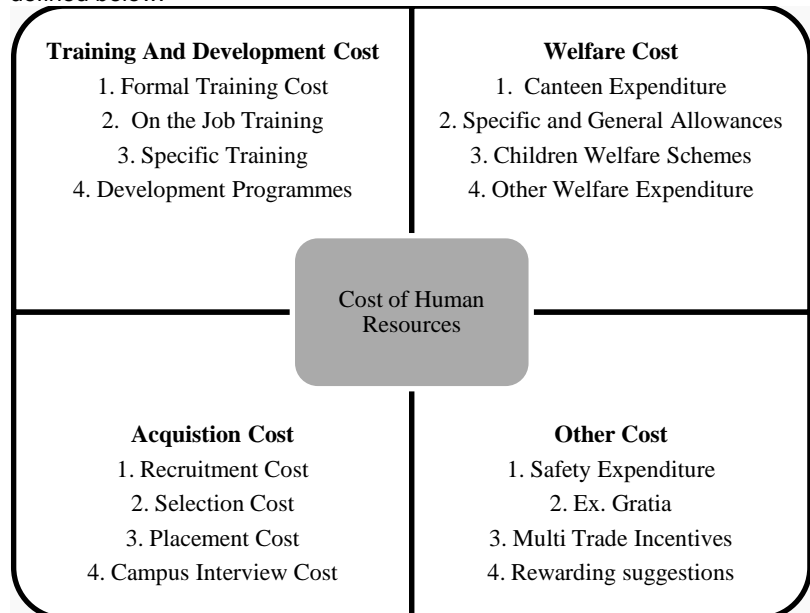 defined below:
Training And Development Cost
1. Formal Training Cost
2. On the Job Training
3. Specific Training
4. Development Programmes
Welfare Cost
1. Canteen Expenditure
2. Specific and General Allowances
3. Children Welfare Schemes
4. Other Welfare Expenditure
Cost of Human
Resources
Acquistion Cost
1. Recruitment Cost
2. Selection Cost
3. Placement Cost
4. Campus Interview Cost
Other Cost
1. Safety Expenditure
2. Ex. Gratia
3. Multi Trade Incentives
4. Rewarding suggestions